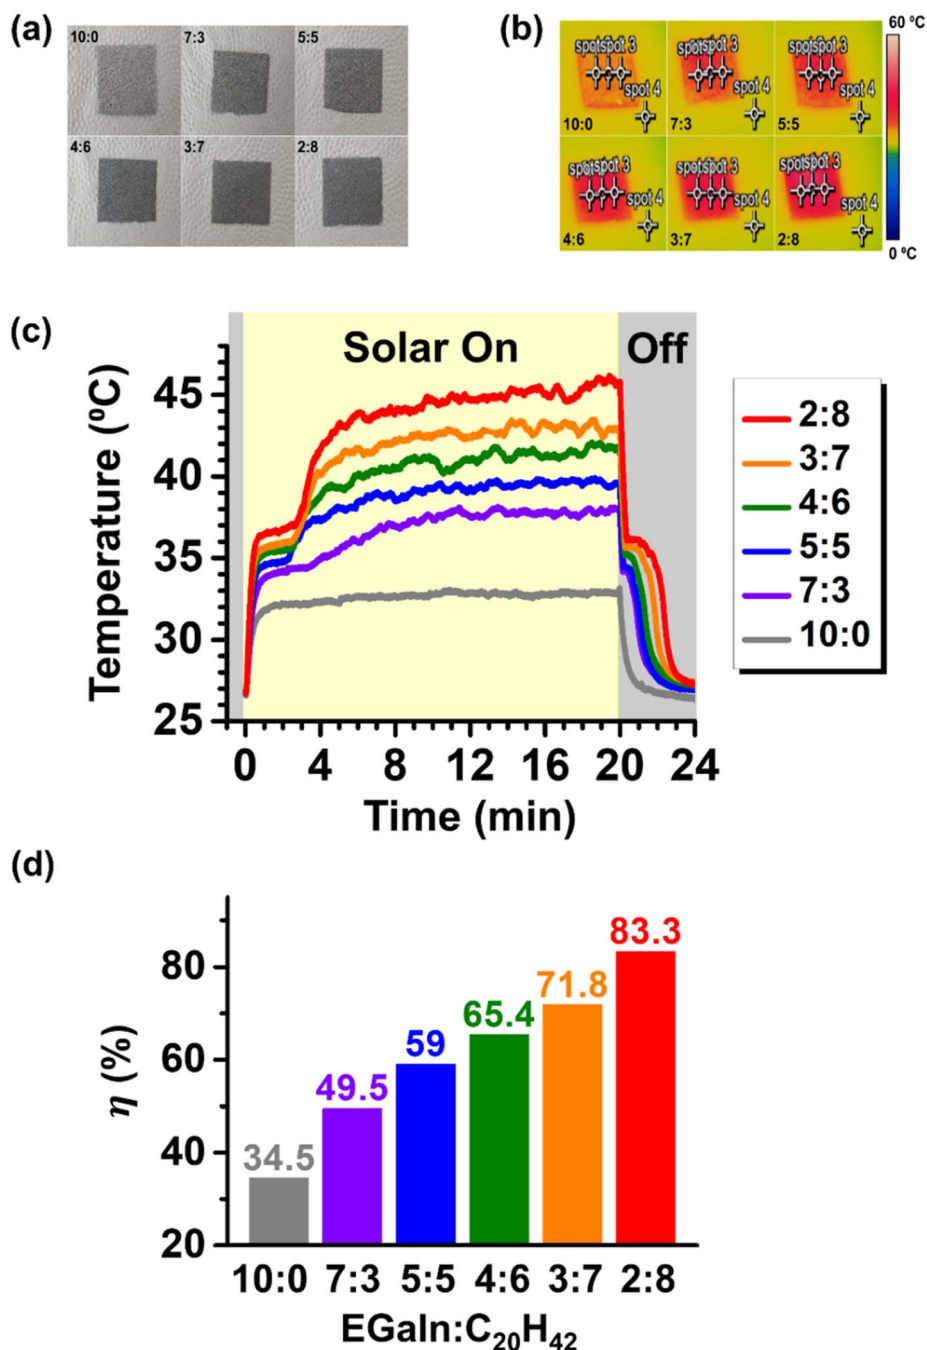 (a)
10:0
7:3
5:5
4:6
3:7
2:8
(b)
spot spot 3
spot 4
10:0
spot spot 3
spot 4
7:3
spot spot 3
spot 4
5:5
spot spot 3
spot 4
4:6
spot spot 3
spot 4
3:7
spot spot 3
spot 4
2:8
60 ºC
0 ºC
(c)
Solar On
Off
Temperature (ºC)
45
40
35
30
25
0 4 8 12 16 20 24
Time (min)
2:8
3:7
4:6
5:5
7:3
10:0
(d)
η (%)
80
60
40
20
34.5
49.5
59
65.4
71.8
83.3
10:0 7:3 5:5 4:6 3:7 2:8
EGaIn:C₂₀H₄₂